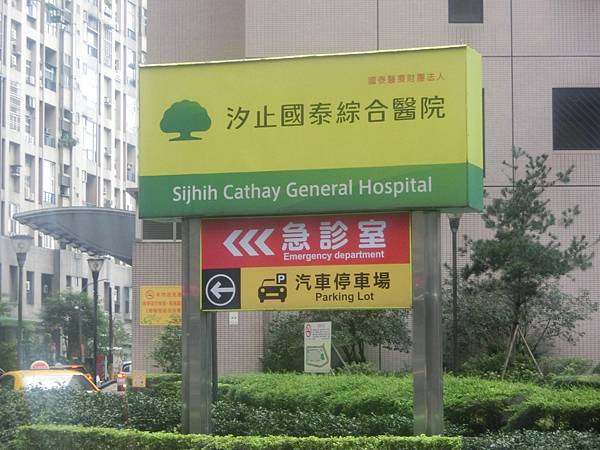 國泰醫療財團法人
汐止國泰綜合醫院
Sijhih Cathay General Hospital
急診室
Emergency department
P
汽車停車場
Parking Lot